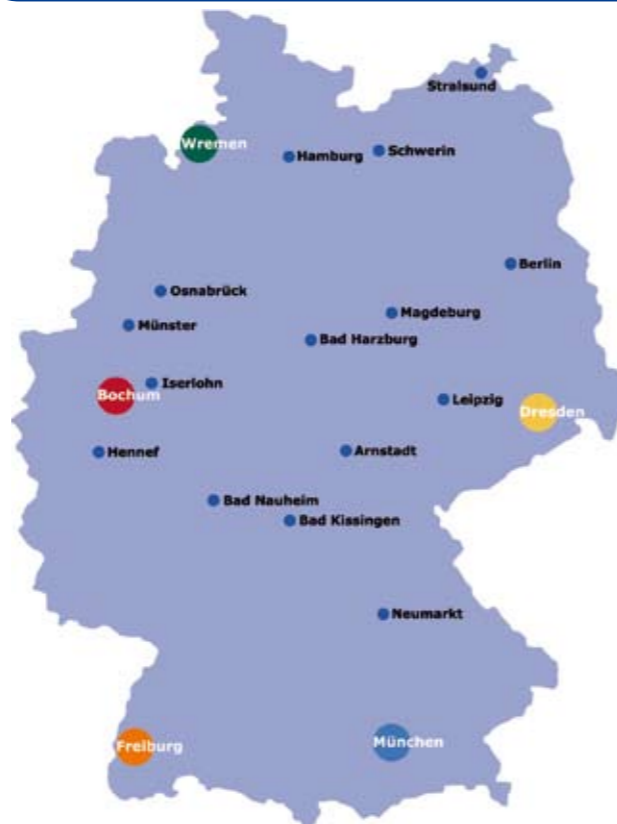 Stralsund
Wremen
Hamburg
Schwerin
Berlin
Osnabrück
Magdeburg
Münster
Bad Harzburg
Iserlohn
Bochum
Leipzig
Dresden
Hennef
Arnstadt
Bad Nauheim
Bad Kissingen
Neumarkt
Freiburg
München